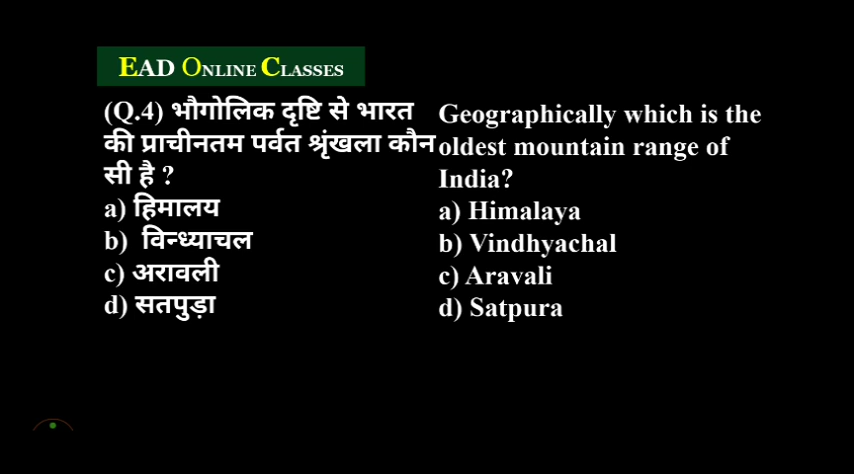 EAD ONLINE CLASSES
(Q.4) भौगोलिक दृष्टि से भारत
की प्राचीनतम पर्वत श्रृंखला कौन
सी है ?
a) हिमालय
b) विन्ध्याचल
c) अरावली
d) सतपुड़ा
Geographically which is the
oldest mountain range of
India?
a) Himalaya
b) Vindhyachal
c) Aravali
d) Satpura